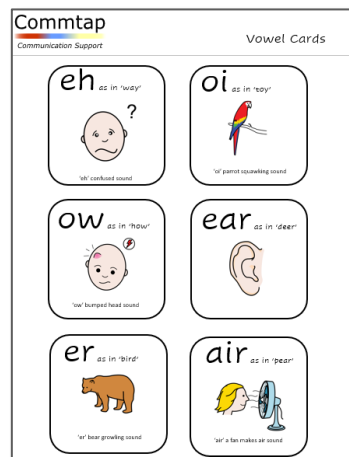 Commtap
Communication Support
Vowel Cards
eh as in 'way'
?
'eh' confused sound
oi as in 'toy'
'oi' parrot squawking sound
ow as in 'how'
'ow' bumped head sound
ear as in 'deer'
er as in 'bird'
'er' bear growling sound
air as in 'pear'
'air' a fan makes air sound